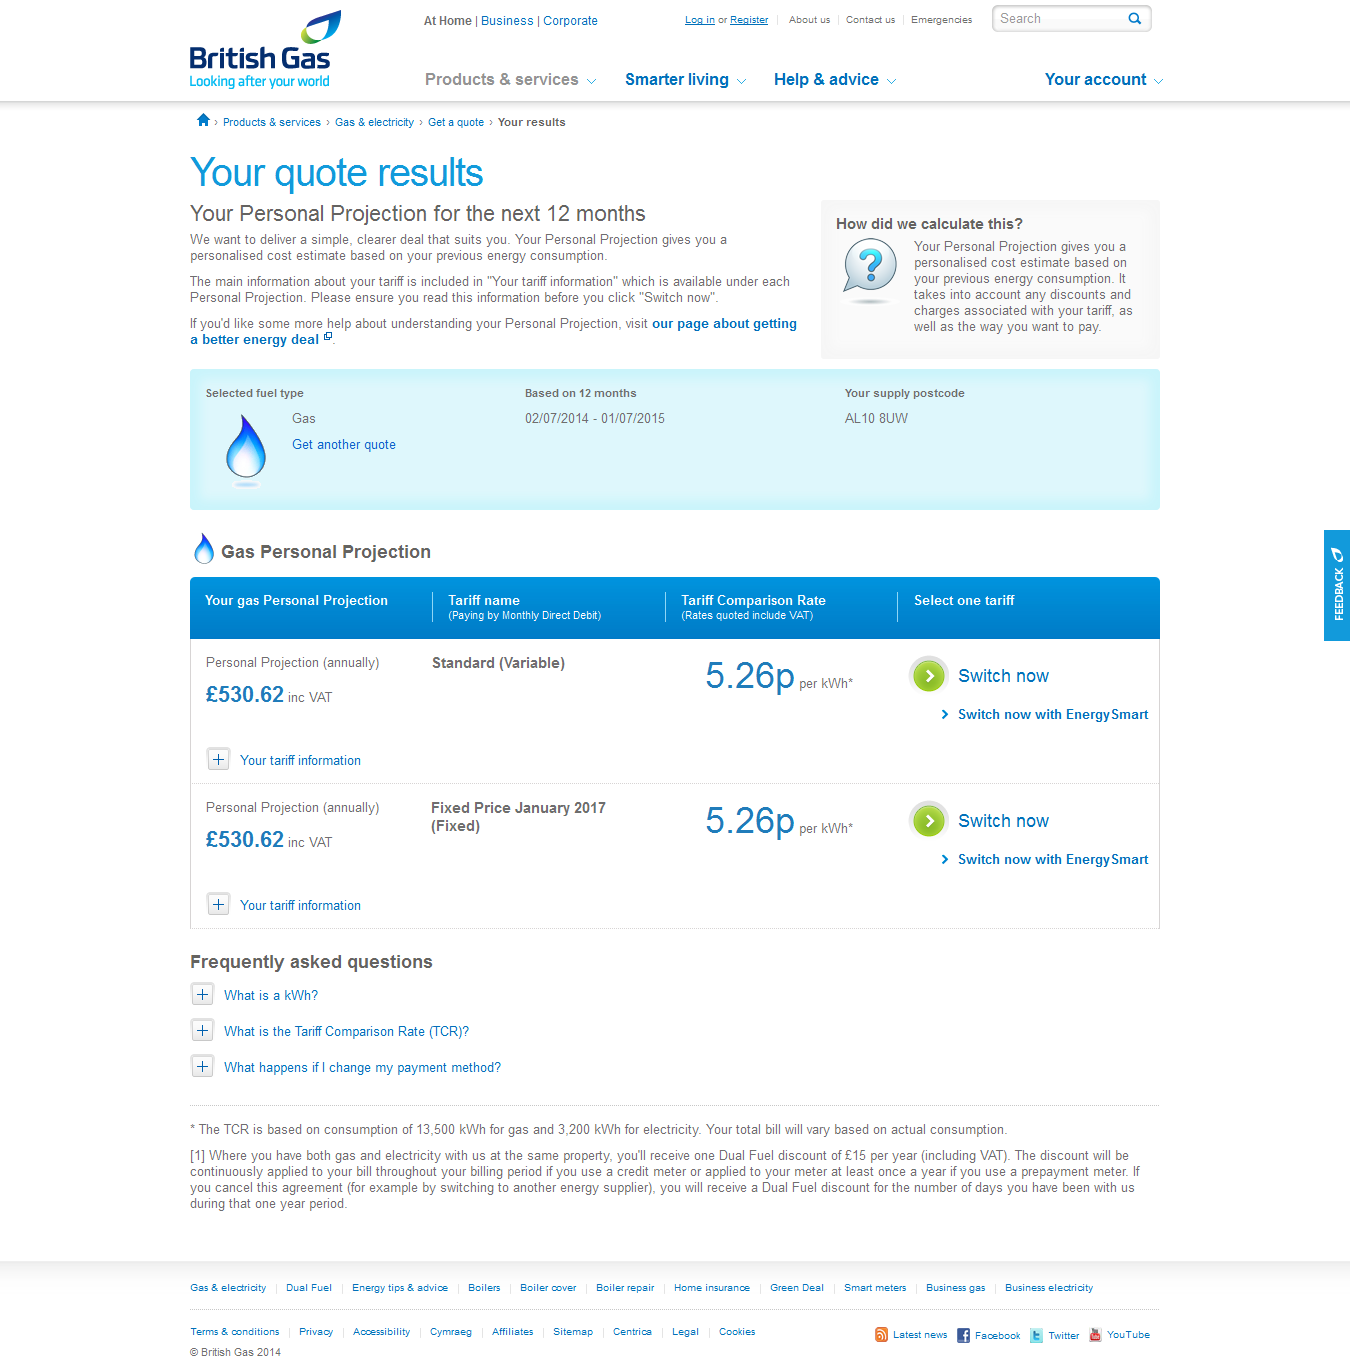 British Gas
Looking after your world
At Home | Business | Corporate
Log in or Register
About us
Contact us
Emergencies
Search
Products & services
Smarter living
Help & advice
Your account
› Products & services › Gas & electricity › Get a quote › Your results
Your quote results
Your Personal Projection for the next 12 months
We want to deliver a simple, clearer deal that suits you. Your Personal Projection gives you a
personalised cost estimate based on your previous energy consumption.
The main information about your tariff is included in "Your tariff information" which is available under each
Personal Projection. Please ensure you read this information before you click "Switch now".
If you'd like some more help about understanding your Personal Projection, visit our page about getting
a better energy deal .
How did we calculate this?
?
Your Personal Projection gives you a
personalised cost estimate based on
your previous energy consumption. It
takes into account any discounts and
charges associated with your tariff, as
well as the way you want to pay.
Selected fuel type
Gas
Get another quote
Based on 12 months
02/07/2014 - 01/07/2015
Your supply postcode
AL10 8UW
FEEDBACK
Gas Personal Projection
Your gas Personal Projection
Tariff name
(Paying by Monthly Direct Debit)
Tariff Comparison Rate
(Rates quoted include VAT)
Select one tariff
Personal Projection (annually)
£530.62 inc VAT
Standard (Variable)
5.26p per kWh*
Switch now
Switch now with EnergySmart
Your tariff information
Personal Projection (annually)
£530.62 inc VAT
Fixed Price January 2017
(Fixed)
5.26p per kWh*
Switch now
Switch now with EnergySmart
Your tariff information
Frequently asked questions
What is a kWh?
What is the Tariff Comparison Rate (TCR)?
What happens if I change my payment method?
* The TCR is based on consumption of 13,500 kWh for gas and 3,200 kWh for electricity. Your total bill will vary based on actual consumption.
[1] Where you have both gas and electricity with us at the same property, you'll receive one Dual Fuel discount of £15 per year (including VAT). The discount will be
continuously applied to your bill throughout your billing period if you use a credit meter or applied to your meter at least once a year if you use a prepayment meter. If
you cancel this agreement (for example by switching to another energy supplier), you will receive a Dual Fuel discount for the number of days you have been with us
during that one year period.
Gas & electricity
Dual Fuel
Energy tips & advice
Boilers
Boiler cover
Boiler repair
Home insurance
Green Deal
Smart meters
Business gas
Business electricity
Terms & conditions
Privacy
Accessibility
Cymraeg
Affiliates
Sitemap
Centrica
Legal
Cookies
Latest news
Facebook
Twitter
YouTube
© British Gas 2014